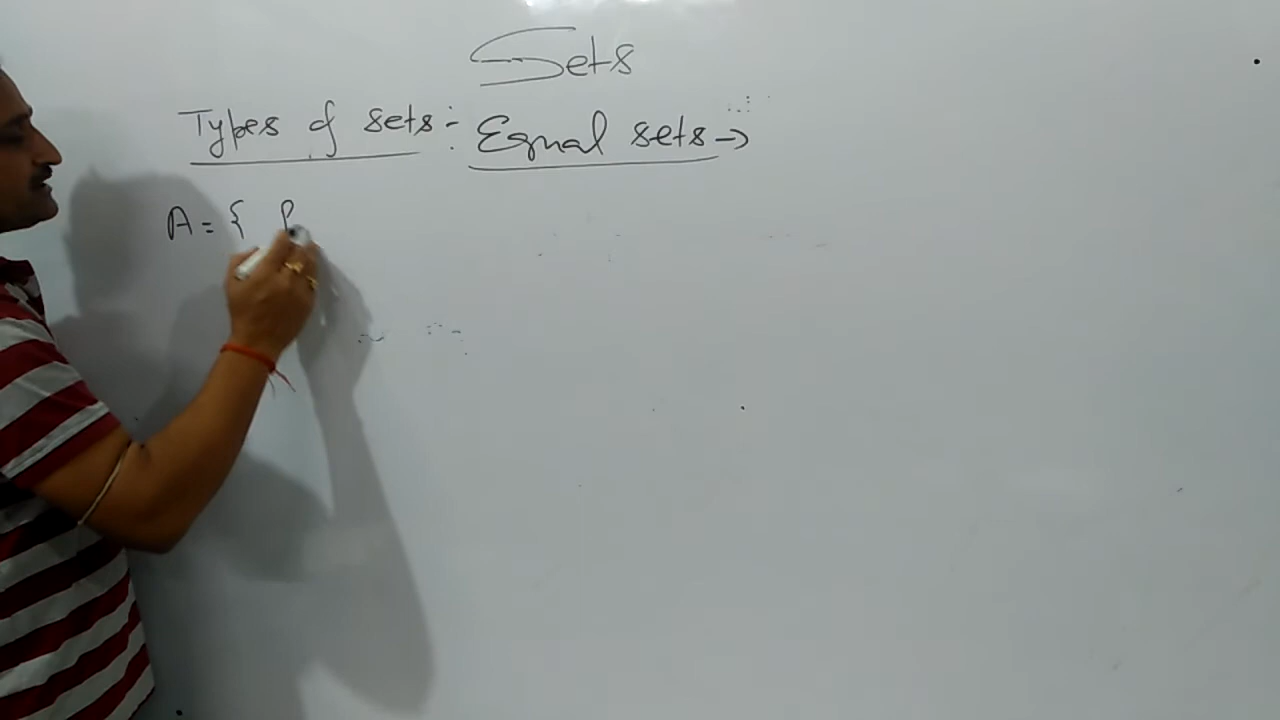 Sets
Types of sets :- Equal sets →
A = { P